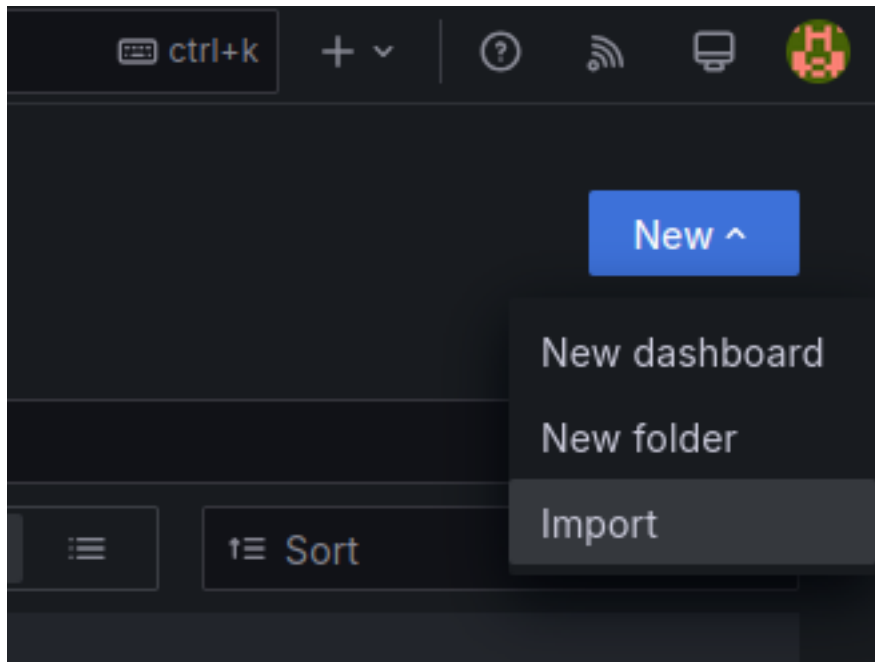 ctrl+k
New
New dashboard
New folder
Import
Sort